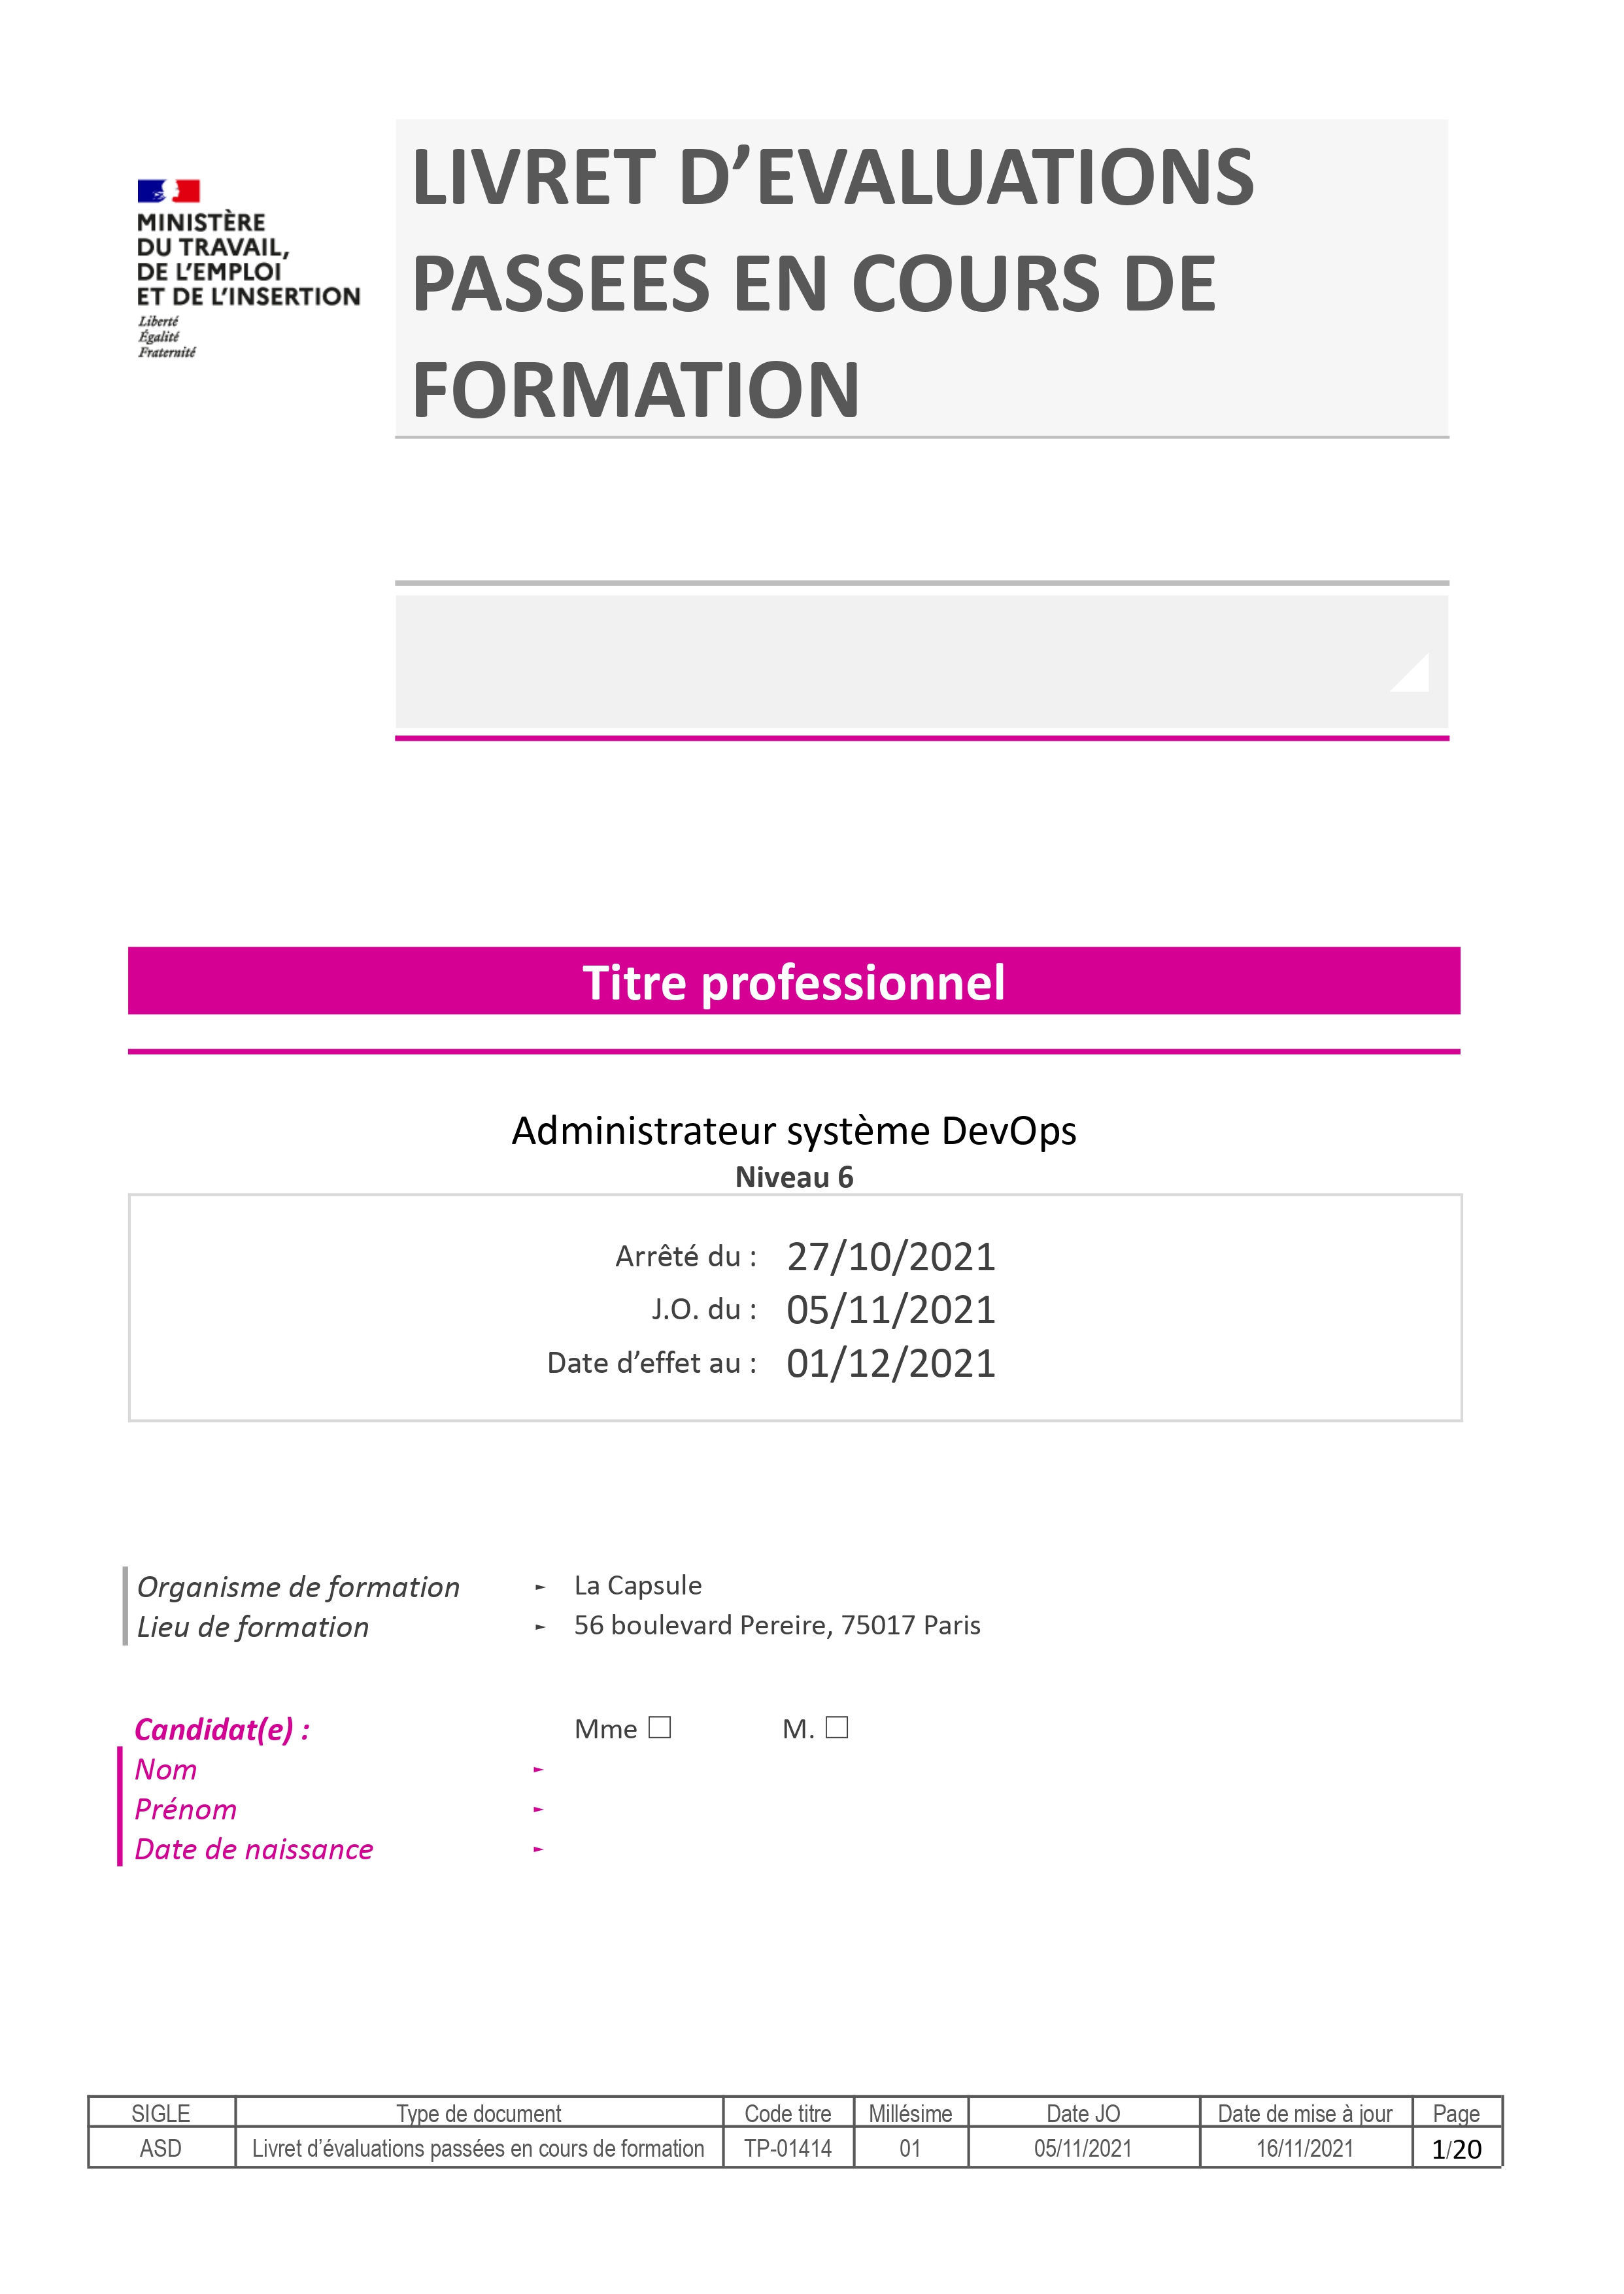 MINISTÈRE
DU TRAVAIL,
DE L'EMPLOI
ET DE L'INSERTION
Liberté
Égalité
Fraternité
LIVRET D’EVALUATIONS
PASSEES EN COURS DE
FORMATION
Titre professionnel
Administrateur système DevOps
Niveau 6
Arrêté du : 27/10/2021
J.O. du : 05/11/2021
Date d’effet au : 01/12/2021
Organisme de formation ► La Capsule
Lieu de formation ► 56 boulevard Pereire, 75017 Paris
Candidat(e) : Mme ☐ M. ☐
Nom ►
Prénom ►
Date de naissance ►
SIGLE Type de document Code titre Millésime Date JO Date de mise à jour Page
ASD Livret d’évaluations passées en cours de formation TP-01414 01 05/11/2021 16/11/2021 1/20